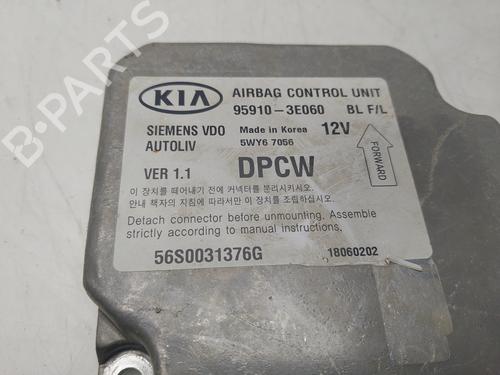 KIA AIRBAG CONTROL UNIT
95910-3E060 BL F/L
SIEMENS VDO Made in Korea 12V
AUTOLIV 5WY6 7056
FORWARD
VER 1.1 DPCW
이 장치를 떼어내기 전에 커넥터를 분리시키시오.
안내 책자의 지침에 따라서만 이 장치를 조립하십시오.
Detach connector before unmounting. Assemble
strictly according to manual instructions.
56S0031376G 18060202
B